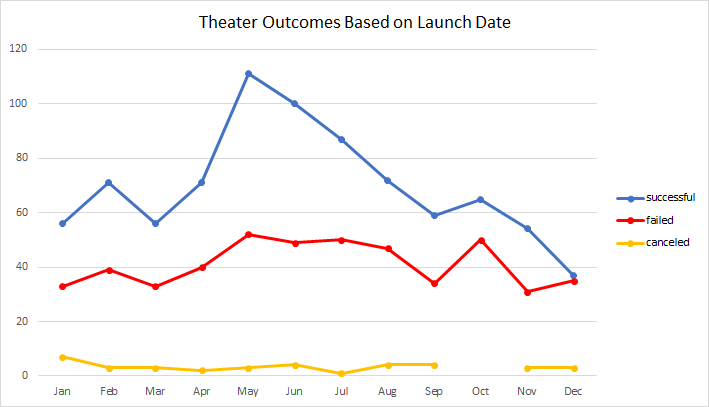 Theater Outcomes Based on Launch Date
120
100
80
60
40
20
0
Jan Feb Mar Apr May Jun Jul Aug Sep Oct Nov Dec
successful
failed
canceled